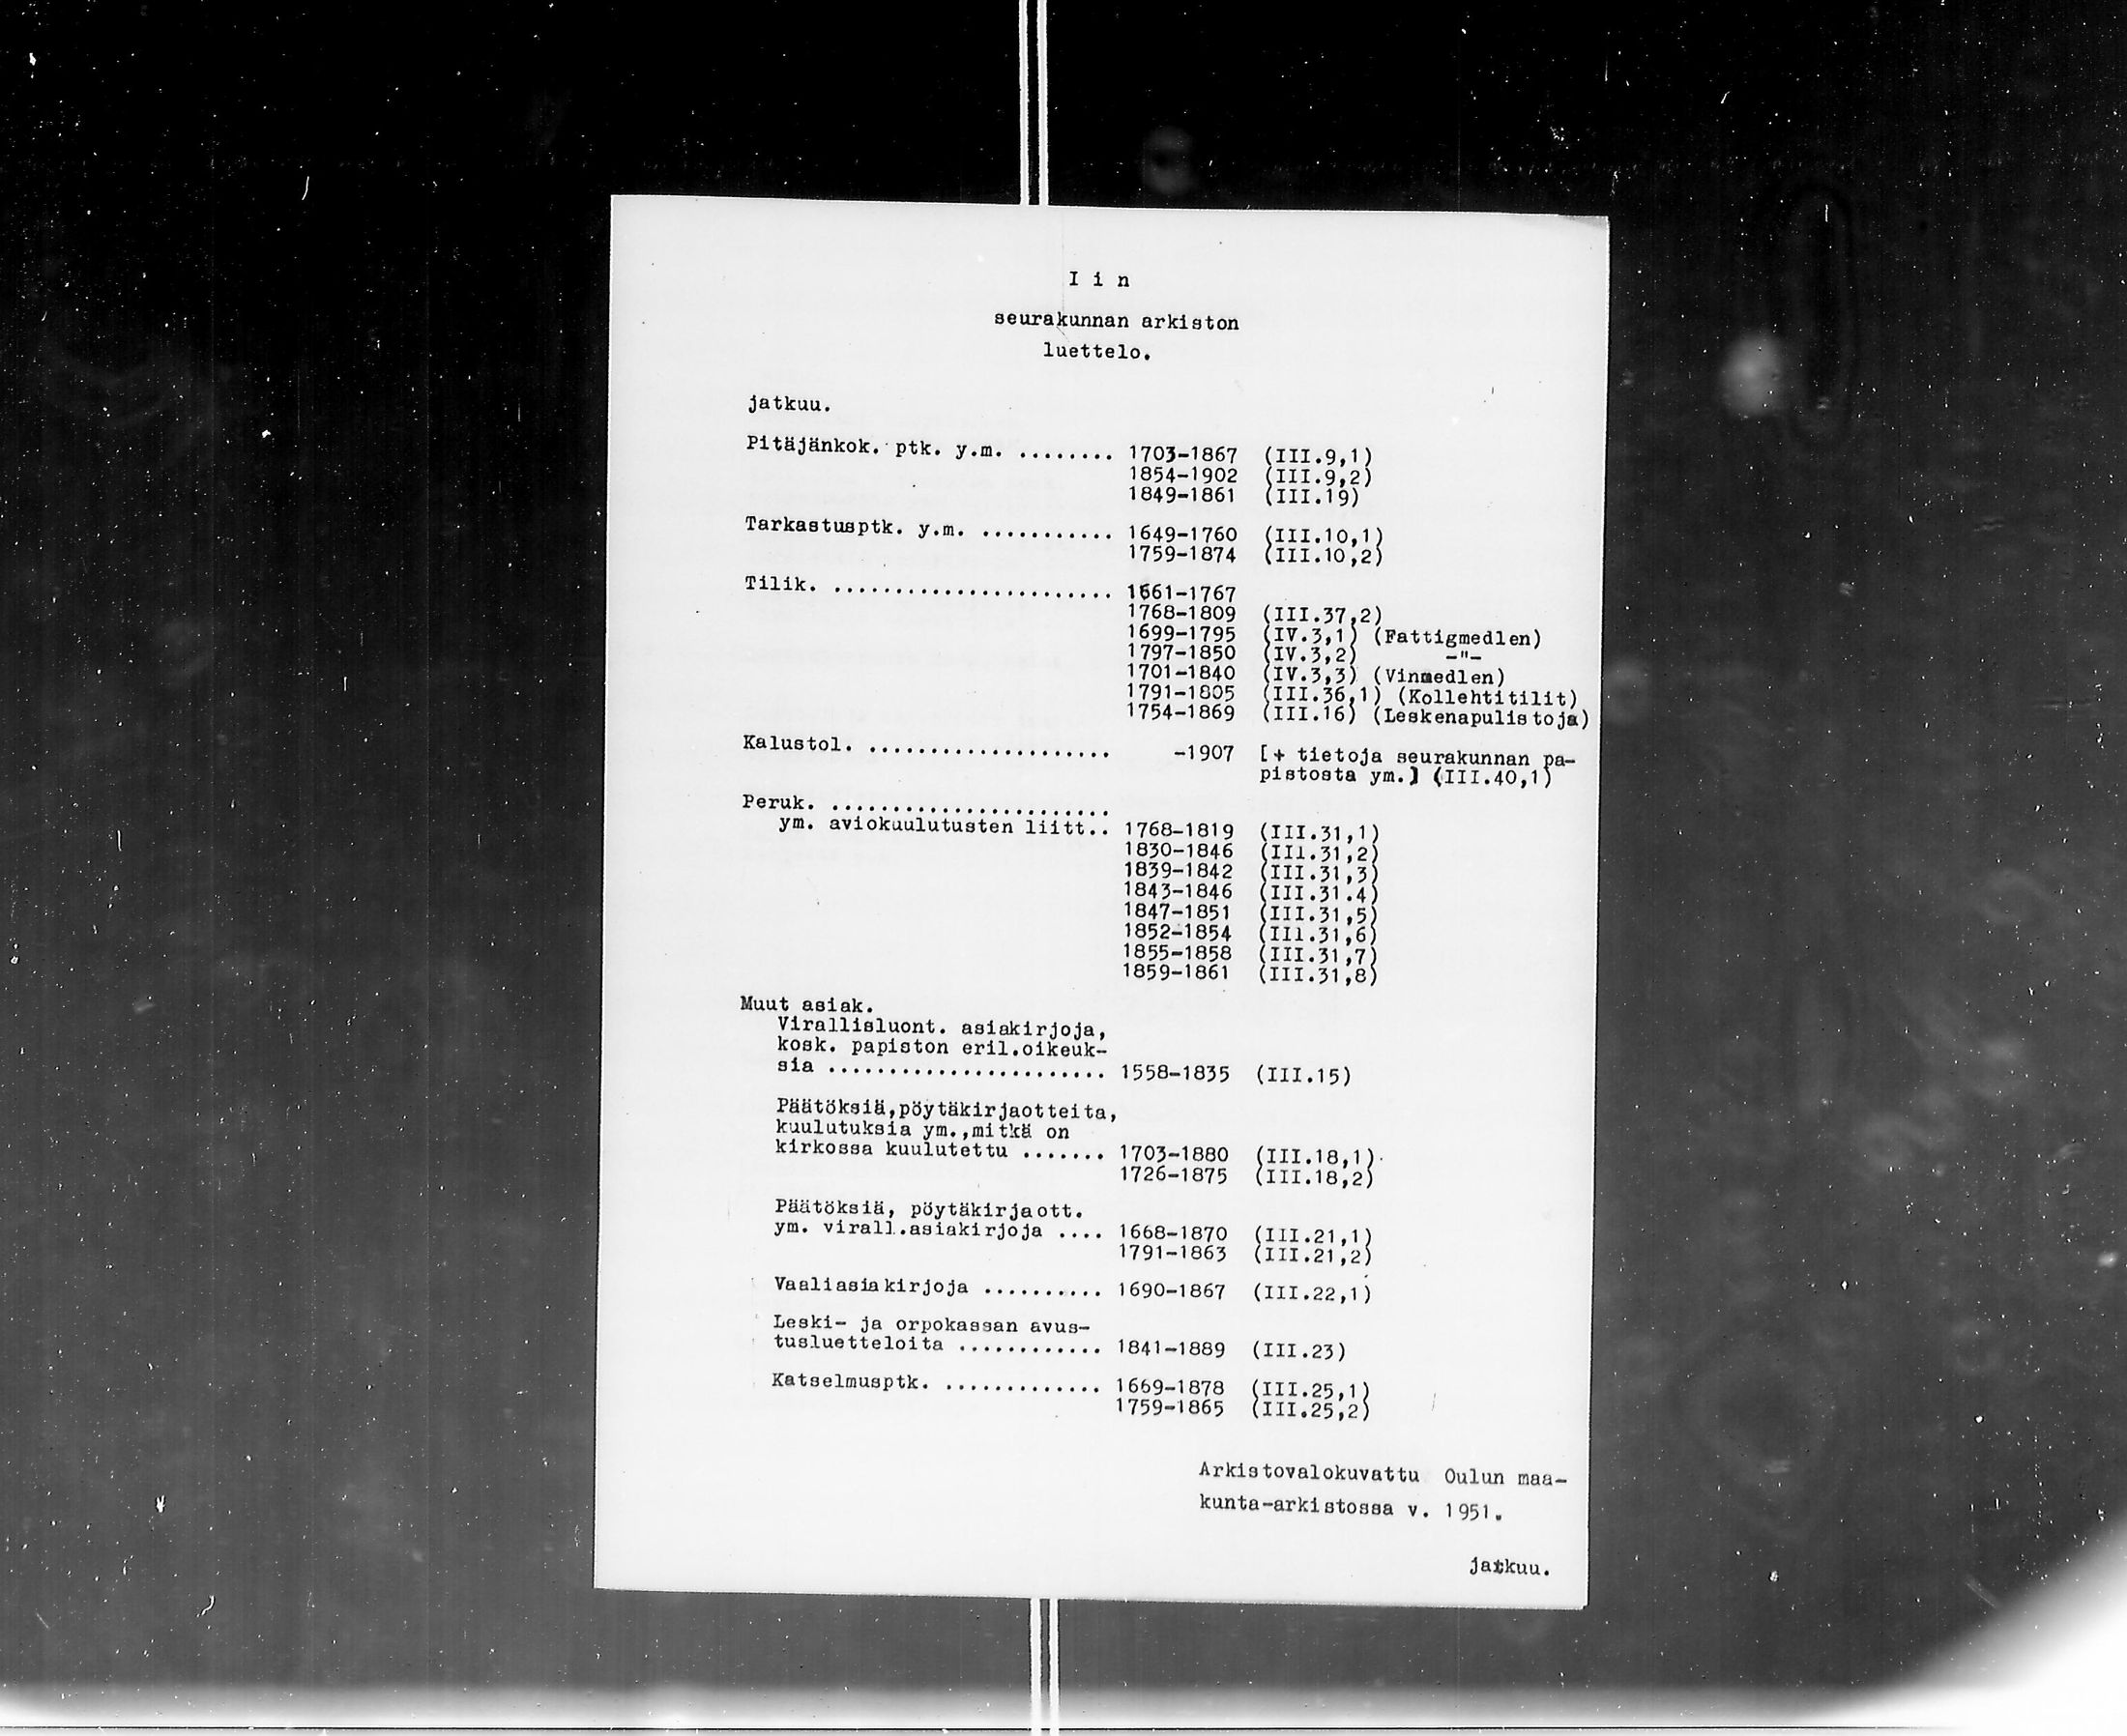 I i n
seurakunnan arkiston
luettelo.
jatkuu.
Pitäjänkok. ptk. y.m. ........ 1703-1867 (III.9,1)
1854-1902 (III.9,2)
1849-1861 (III.19)
Tarkastusptk. y.m. ........... 1649-1760 (III.10,1)
1759-1874 (III.10,2)
Tilik. ....................... 1661-1767
1768-1809 (III.37,2)
1699-1795 (IV.3,1) (Fattigmedlen)
1797-1850 (IV.3,2) -"-
1701-1840 (IV.3,3) (Vinmedlen)
1791-1805 (III.36,1) (Kollehtitilit)
1754-1869 (III.16) (Leskenapulistoja)
Kalustol. .................... -1907 [+ tietoja seurakunnan pa-
pistosta ym.] (III.40,1)
Peruk. .......................
ym. aviokuulutusten liitt.. 1768-1819 (III.31,1)
1830-1846 (III.31,2)
1839-1842 (III.31,3)
1843-1846 (III.31.4)
1847-1851 (III.31,5)
1852-1854 (III.31,6)
1855-1858 (III.31,7)
1859-1861 (III.31,8)
Muut asiak.
Virallisluont. asiakirjoja,
kosk. papiston eril.oikeuk-
sia ....................... 1558-1835 (III.15)
Päätöksiä,pöytäkirjaotteita,
kuulutuksia ym.,mitkä on
kirkossa kuulutettu ....... 1703-1880 (III.18,1)
1726-1875 (III.18,2)
Päätöksiä, pöytäkirjaott.
ym. virall.asiakirjoja .... 1668-1870 (III.21,1)
1791-1863 (III.21,2)
Vaaliasiakirjoja .......... 1690-1867 (III.22,1)
Leski- ja orpokassan avus-
tusluetteloita ............ 1841-1889 (III.23)
Katselmusptk. ............. 1669-1878 (III.25,1)
1759-1865 (III.25,2)
Arkistovalokuvattu Oulun maa-
kunta-arkistossa v. 1951.
jatkuu.